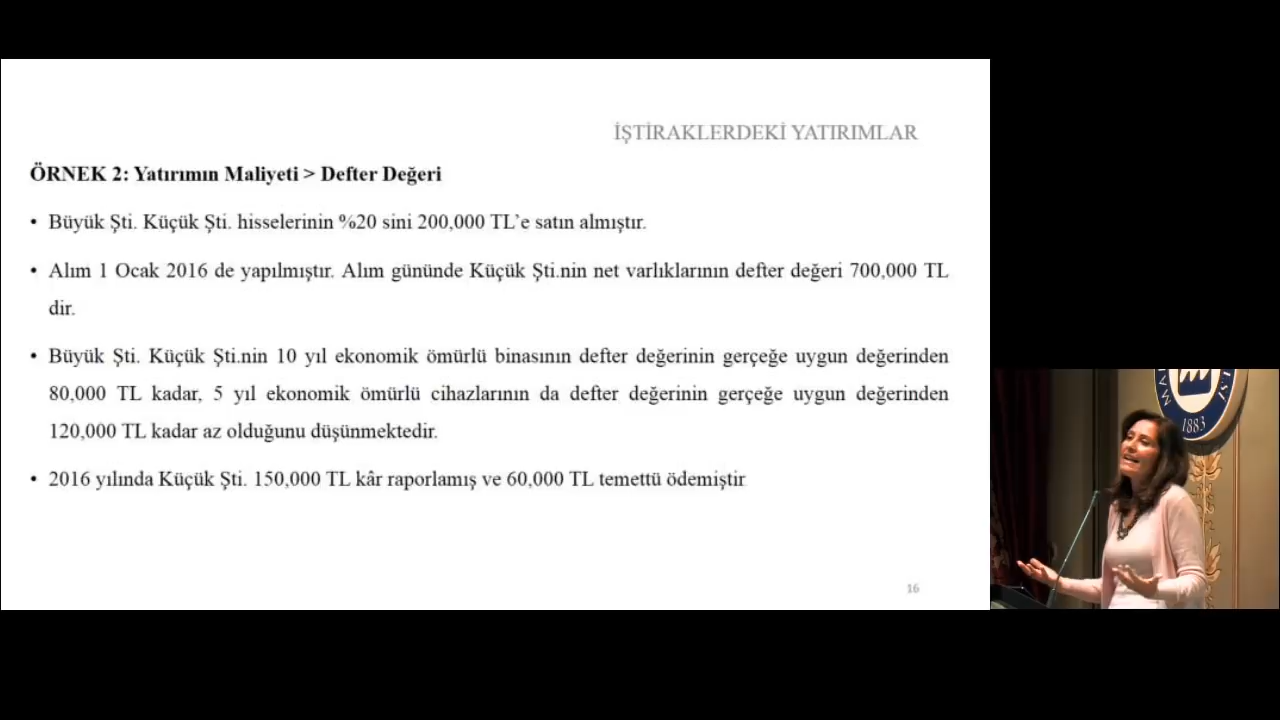 İŞTİRAKLERDEKİ YATIRIMLAR
ÖRNEK 2: Yatırımın Maliyeti > Defter Değeri
• Büyük Şti. Küçük Şti. hisselerinin %20 sini 200,000 TL’e satın almıştır.
• Alım 1 Ocak 2016 de yapılmıştır. Alım gününde Küçük Şti.nin net varlıklarının defter değeri 700,000 TL
dir.
• Büyük Şti. Küçük Şti.nin 10 yıl ekonomik ömürlü binasının defter değerinin gerçeğe uygun değerinden
80,000 TL kadar, 5 yıl ekonomik ömürlü cihazlarının da defter değerinin gerçeğe uygun değerinden
120,000 TL kadar az olduğunu düşünmektedir.
• 2016 yılında Küçük Şti. 150,000 TL kâr raporlamış ve 60,000 TL temettü ödemiştir
16
1883